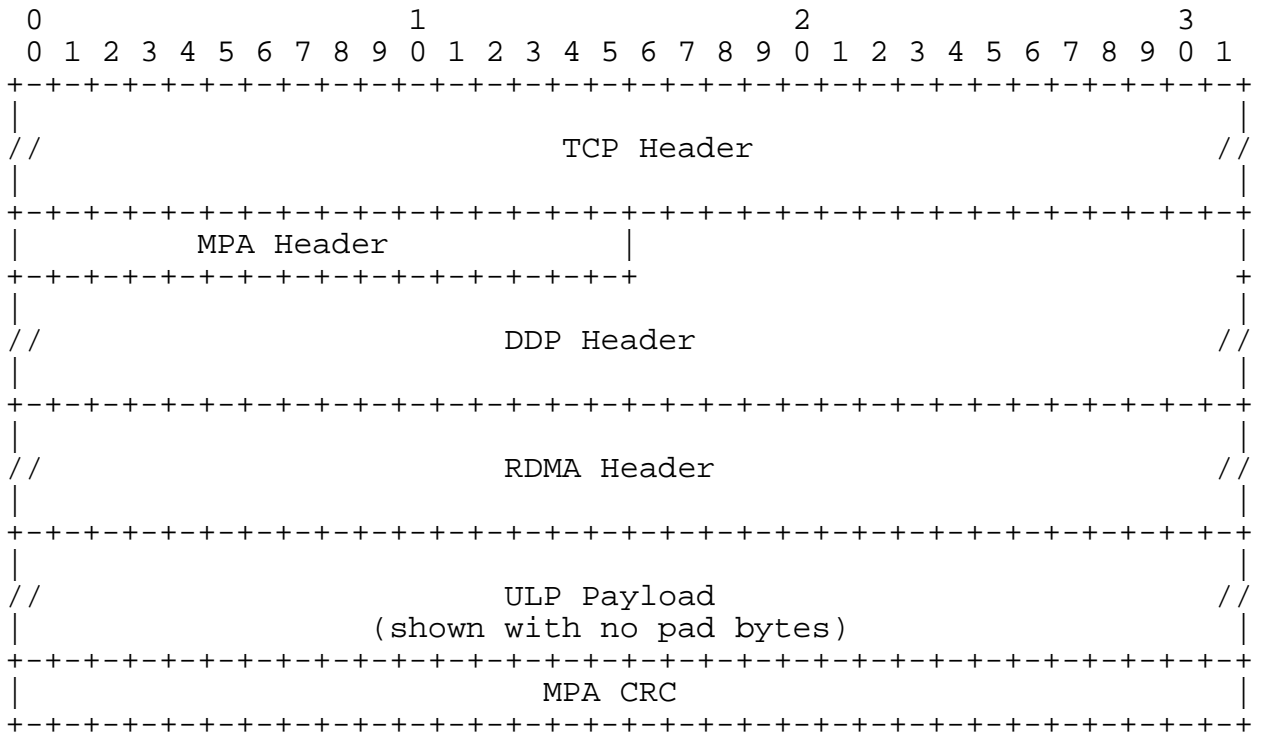 0                   1                   2                   3
 0 1 2 3 4 5 6 7 8 9 0 1 2 3 4 5 6 7 8 9 0 1 2 3 4 5 6 7 8 9 0 1
+-+-+-+-+-+-+-+-+-+-+-+-+-+-+-+-+-+-+-+-+-+-+-+-+-+-+-+-+-+-+-+-+
|                                                               |
//                           TCP Header                        //
|                                                               |
+-+-+-+-+-+-+-+-+-+-+-+-+-+-+-+-+-+-+-+-+-+-+-+-+-+-+-+-+-+-+-+-+
|         MPA Header            |                               |
+-+-+-+-+-+-+-+-+-+-+-+-+-+-+-+-+                               +
|                                                               |
//                        DDP Header                           //
|                                                               |
+-+-+-+-+-+-+-+-+-+-+-+-+-+-+-+-+-+-+-+-+-+-+-+-+-+-+-+-+-+-+-+-+
|                                                               |
//                        RDMA Header                          //
|                                                               |
+-+-+-+-+-+-+-+-+-+-+-+-+-+-+-+-+-+-+-+-+-+-+-+-+-+-+-+-+-+-+-+-+
|                                                               |
//                        ULP Payload                          //
|                  (shown with no pad bytes)                    |
+-+-+-+-+-+-+-+-+-+-+-+-+-+-+-+-+-+-+-+-+-+-+-+-+-+-+-+-+-+-+-+-+
|                           MPA CRC                             |
+-+-+-+-+-+-+-+-+-+-+-+-+-+-+-+-+-+-+-+-+-+-+-+-+-+-+-+-+-+-+-+-+